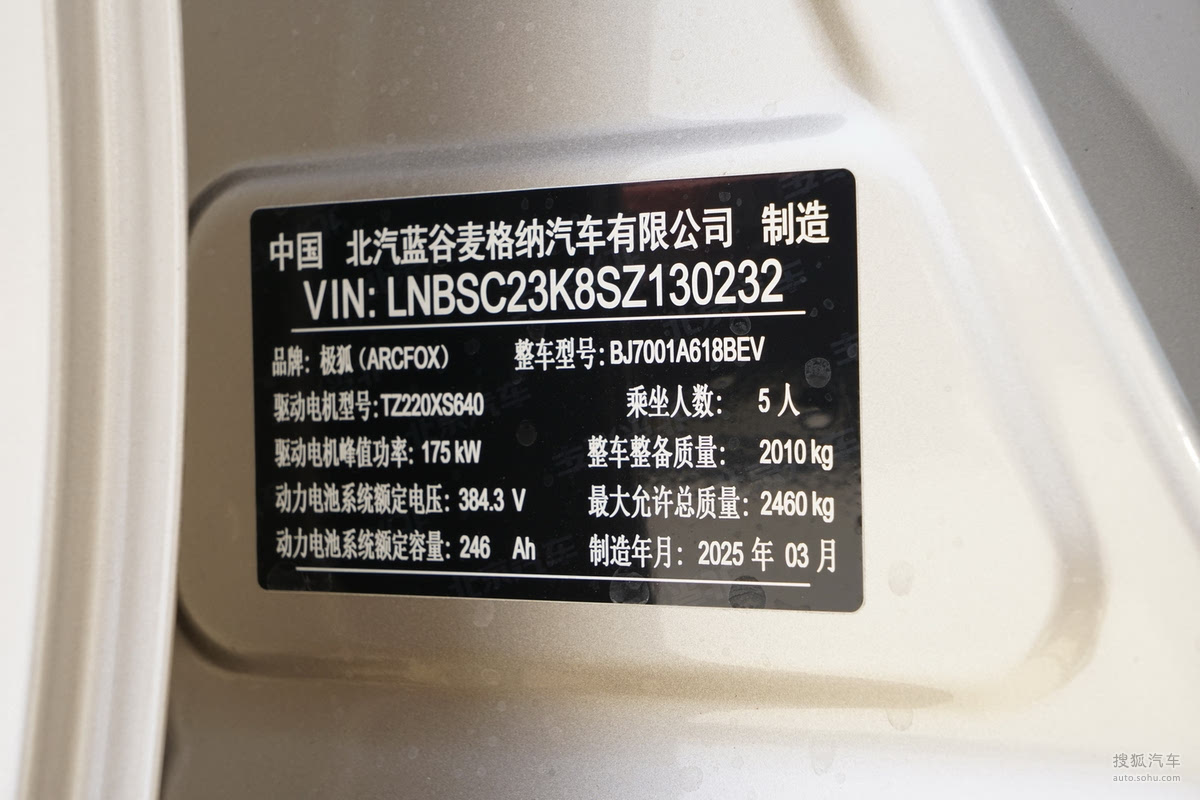 中国 北汽蓝谷麦格纳汽车有限公司 制造
VIN: LNBSC23K8SZ130232
品牌: 极狐 (ARCFOX) 整车型号: BJ7001A618BEV
驱动电机型号: TZ220XS640 乘坐人数: 5 人
驱动电机峰值功率: 175 kW 整车整备质量: 2010 kg
动力电池系统额定电压: 384.3 V 最大允许总质量: 2460 kg
动力电池系统额定容量: 246 Ah 制造年月: 2025 年 03 月
搜狐汽车
auto.sohu.com